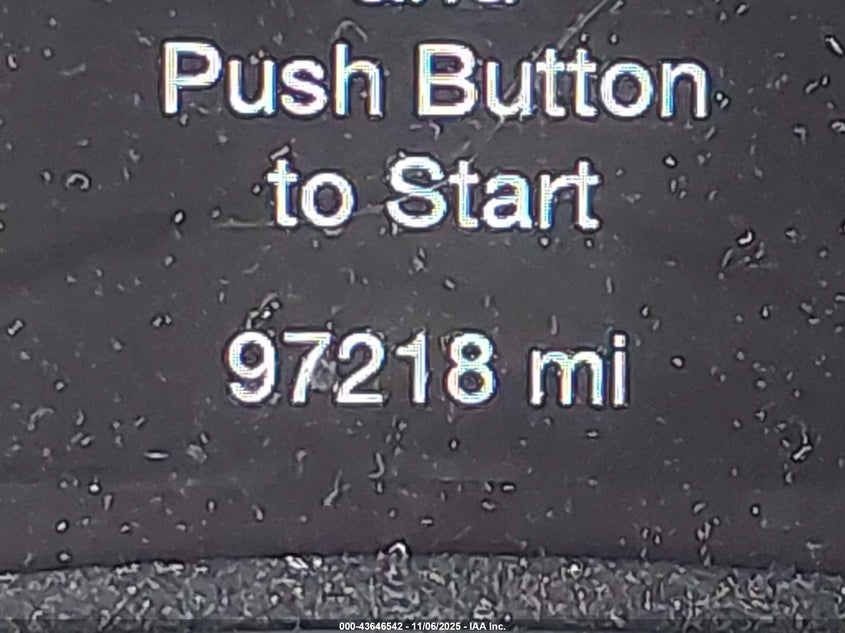 Push Button
to Start
97218 mi
000-43646542 - 11/06/2025 - IAA Inc.